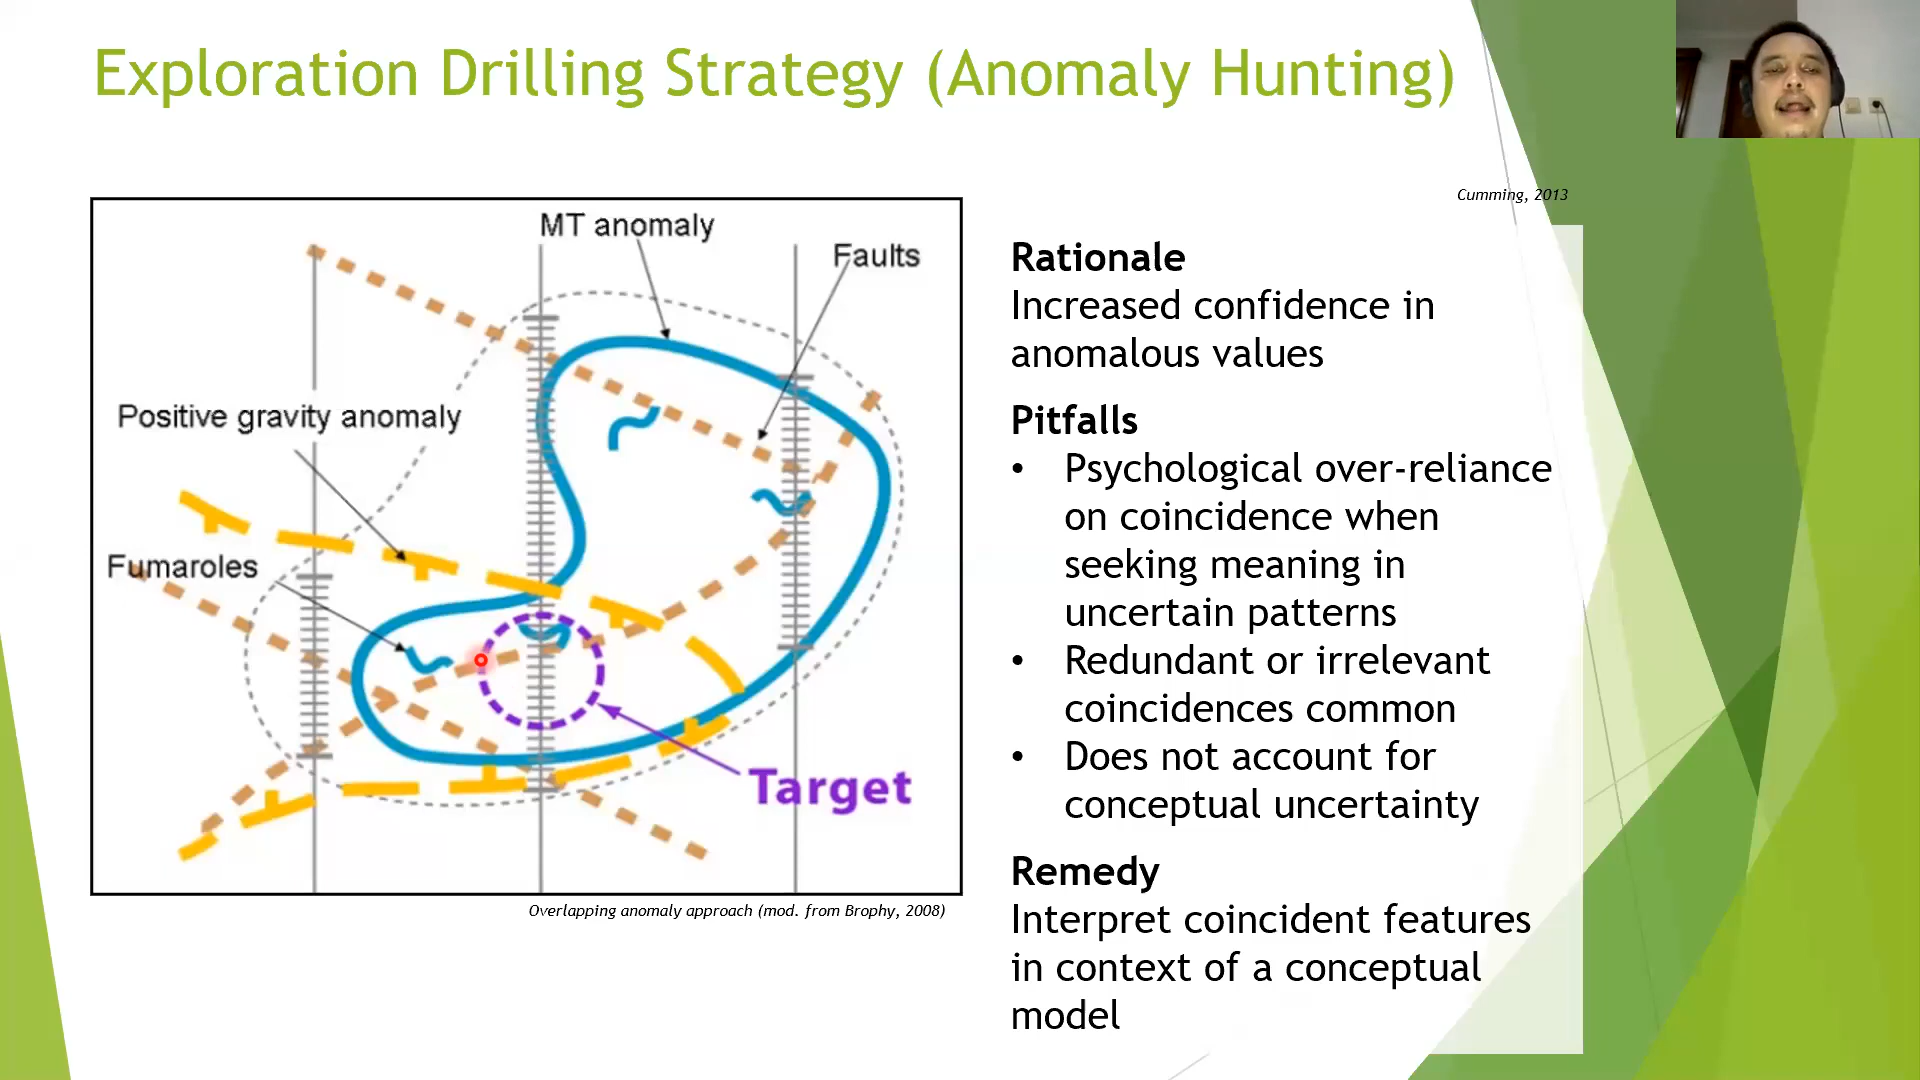 Exploration Drilling Strategy (Anomaly Hunting)
Cumming, 2013
MT anomaly
Faults
Positive gravity anomaly
Fumaroles
Target
Overlapping anomaly approach (mod. from Brophy, 2008)
Rationale
Increased confidence in
anomalous values
Pitfalls
• Psychological over-reliance
on coincidence when
seeking meaning in
uncertain patterns
• Redundant or irrelevant
coincidences common
• Does not account for
conceptual uncertainty
Remedy
Interpret coincident features
in context of a conceptual
model